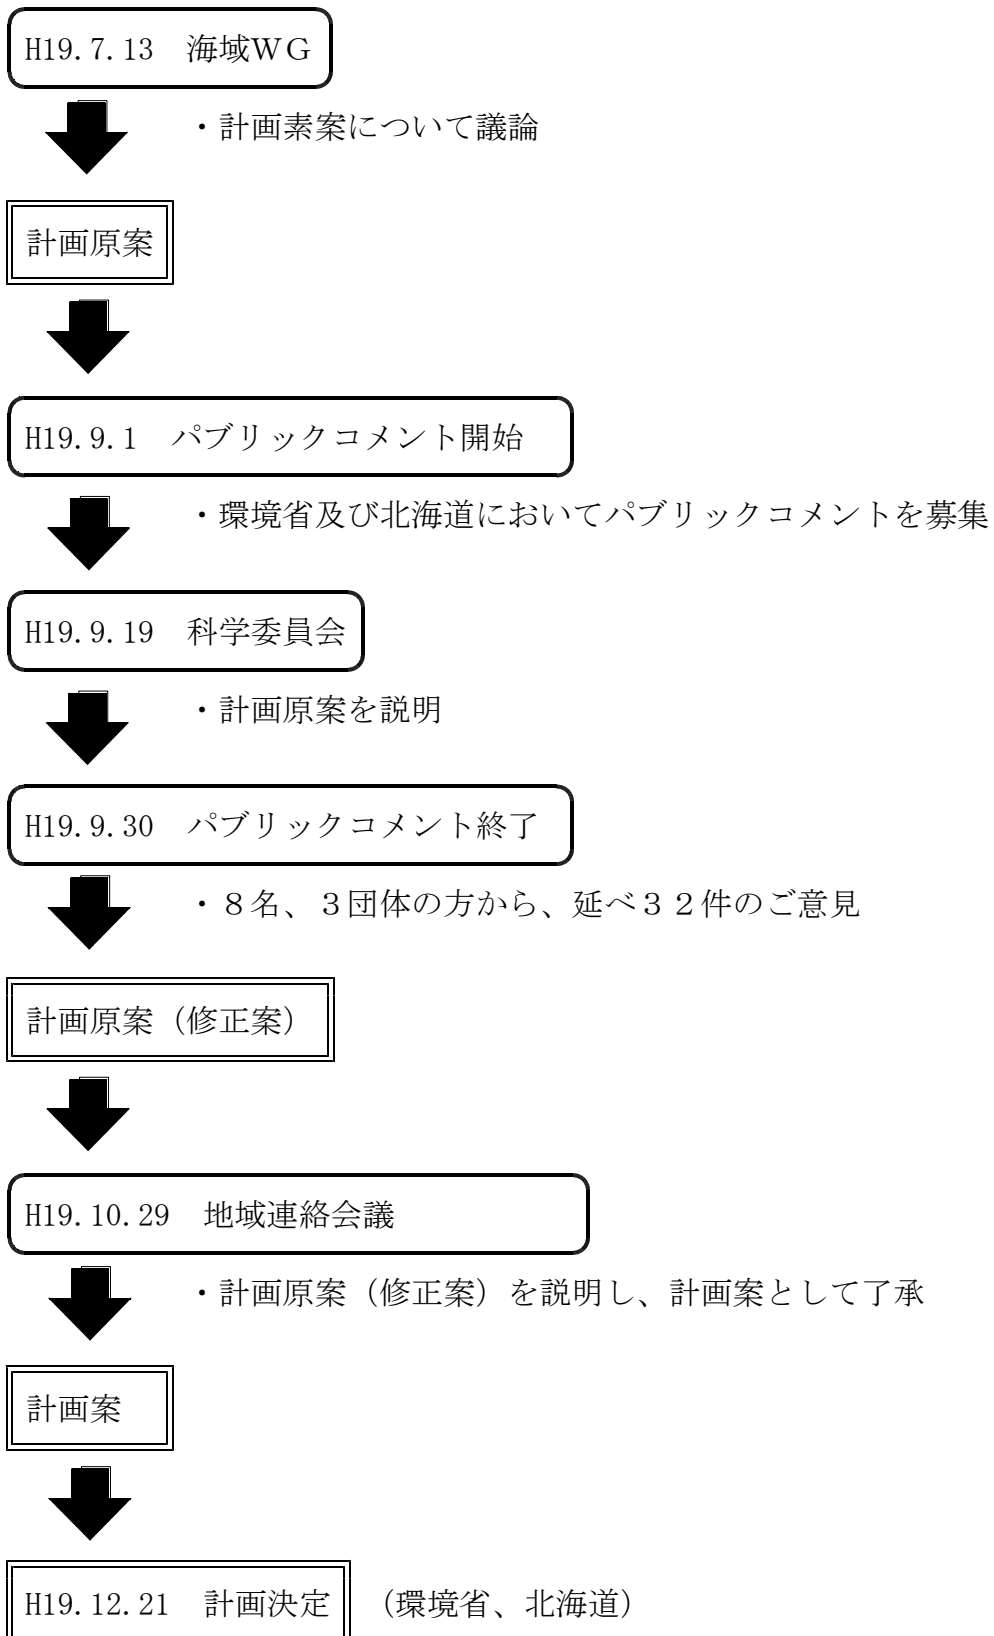 H19.7.13　海域ＷＧ
・計画素案について議論
計画原案
H19.9.1　パブリックコメント開始
・環境省及び北海道においてパブリックコメントを募集
H19.9.19　科学委員会
・計画原案を説明
H19.9.30　パブリックコメント終了
・８名、３団体の方から、延べ３２件のご意見
計画原案（修正案）
H19.10.29　地域連絡会議
・計画原案（修正案）を説明し、計画案として了承
計画案
H19.12.21　計画決定　（環境省、北海道）